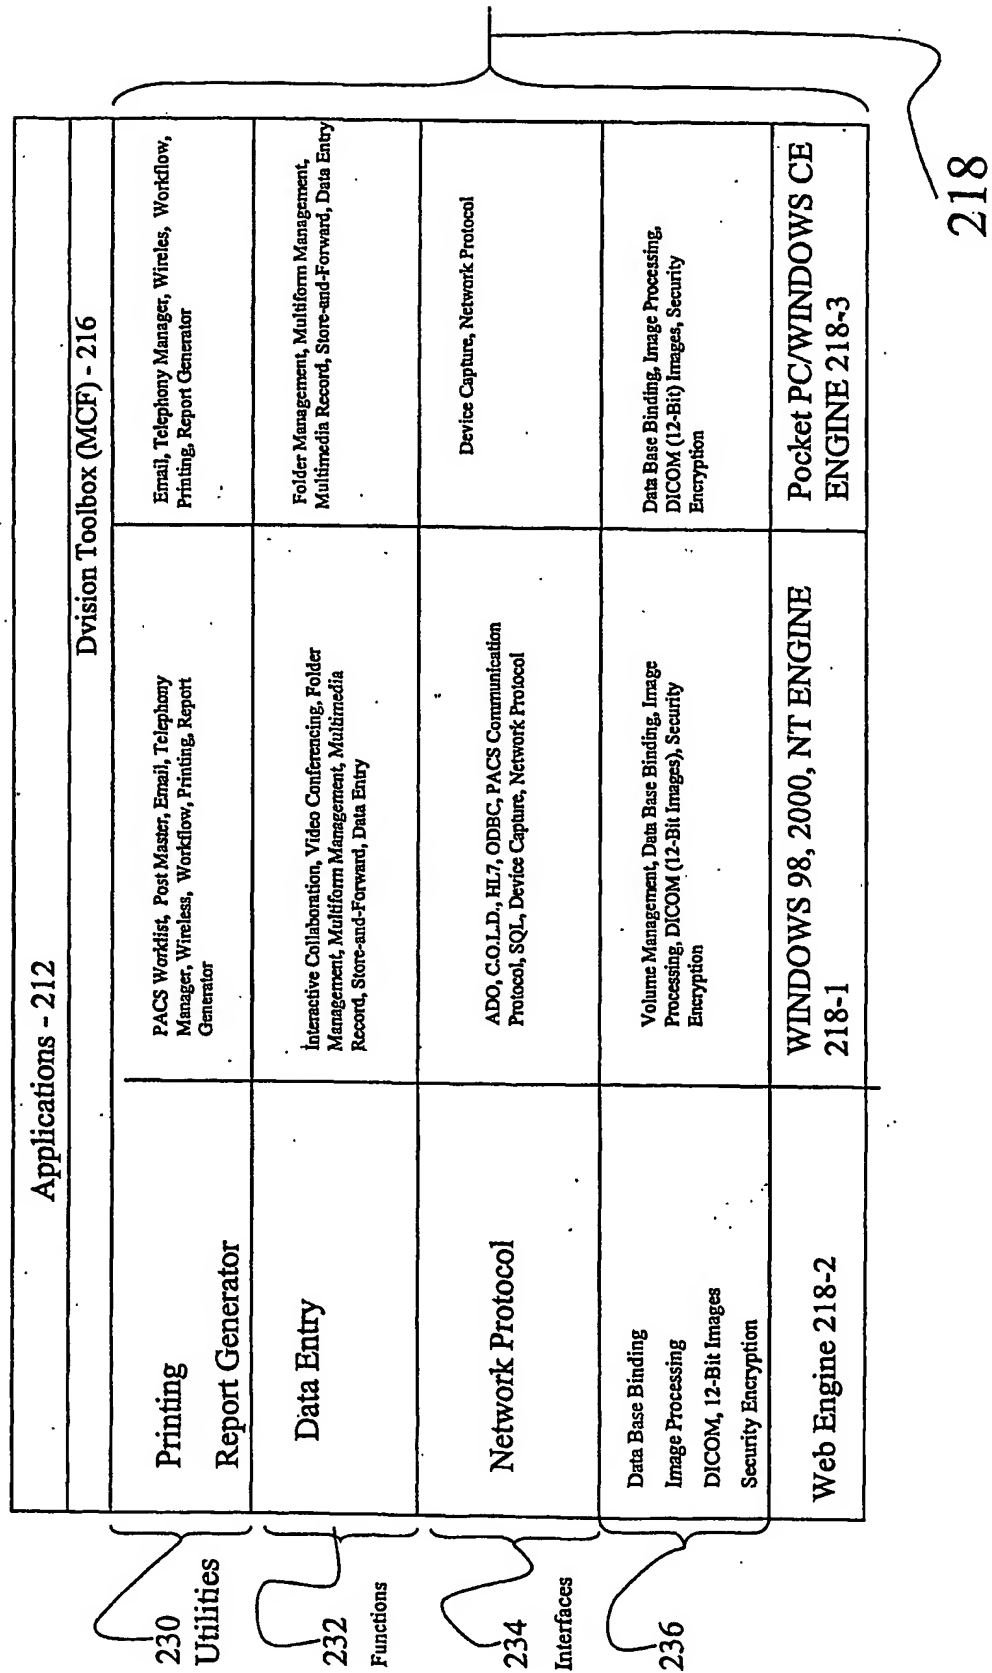 Applications - 212
Dvision Toolbox (MCF) - 216
230
Utilities
Printing
Report Generator
PACS Worklist, Post Master, Email, Telephony
Manager, Wireless, Workflow, Printing, Report
Generator
Email, Telephony Manager, Wireles, Workflow,
Printing, Report Generator
232
Functions
Data Entry
Interactive Collaboration, Video Conferencing, Folder
Management, Multiform Management, Multimedia
Record, Store-and-Forward, Data Entry
Folder Management, Multiform Management,
Multimedia Record, Store-and-Forward, Data Entry
234
Interfaces
Network Protocol
ADO, C.O.L.D., HL7, ODBC, PACS Communication
Protocol, SQL, Device Capture, Network Protocol
Device Capture, Network Protocol
236
Data Base Binding
Image Processing
DICOM, 12-Bit Images
Security Encryption
Volume Management, Data Base Binding, Image
Processing, DICOM (12-Bit Images), Security
Encryption
Data Base Binding, Image Processing,
DICOM (12-Bit) Images, Security
Encryption
Web Engine 218-2
WINDOWS 98, 2000, NT ENGINE
218-1
Pocket PC/WINDOWS CE
ENGINE 218-3
218